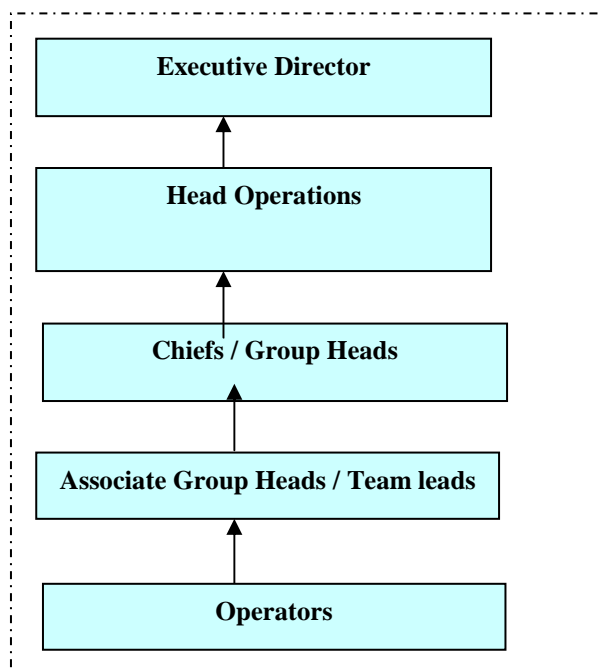 Executive Director
Head Operations
Chiefs / Group Heads
Associate Group Heads / Team leads
Operators